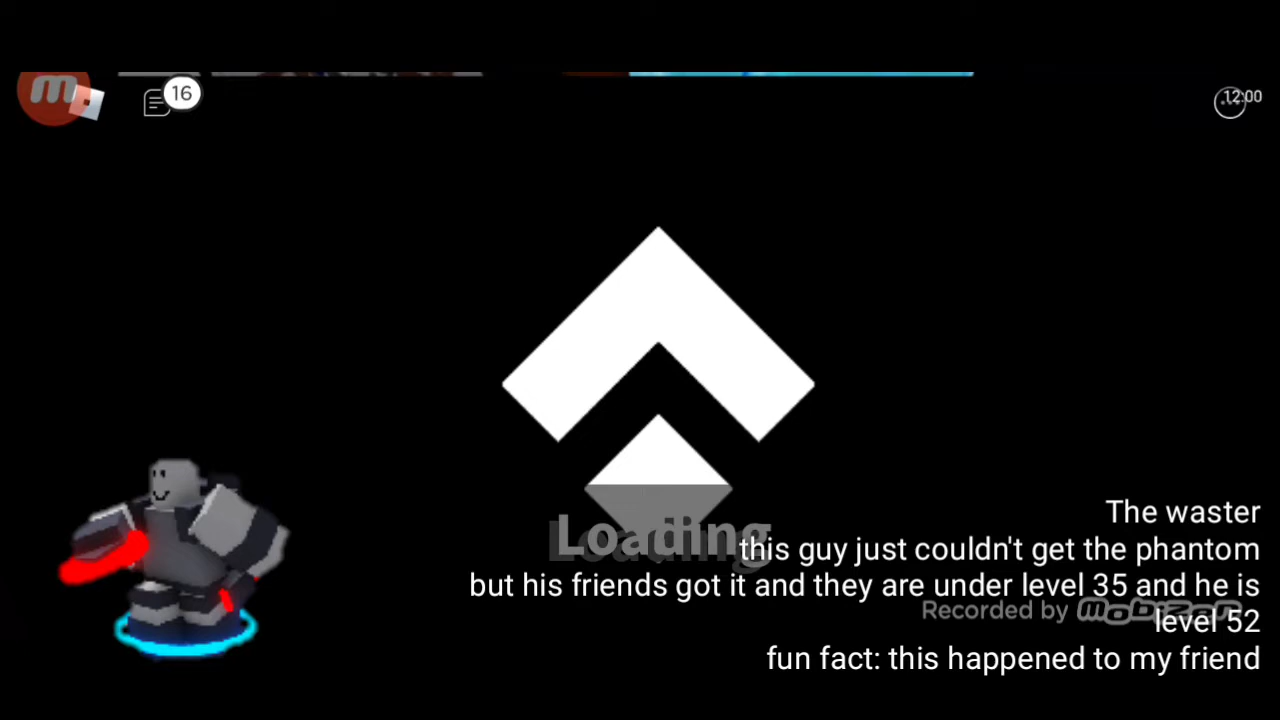 m
16
12:00
Loading
The waster
this guy just couldn't get the phantom
but his friends got it and they are under level 35 and he is
Recorded by mobizen
level 52
fun fact: this happened to my friend